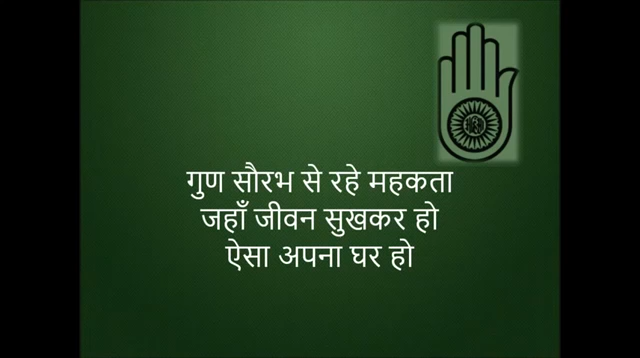 गुण सौरभ से रहे महकता
जहाँ जीवन सुखकर हो
ऐसा अपना घर हो